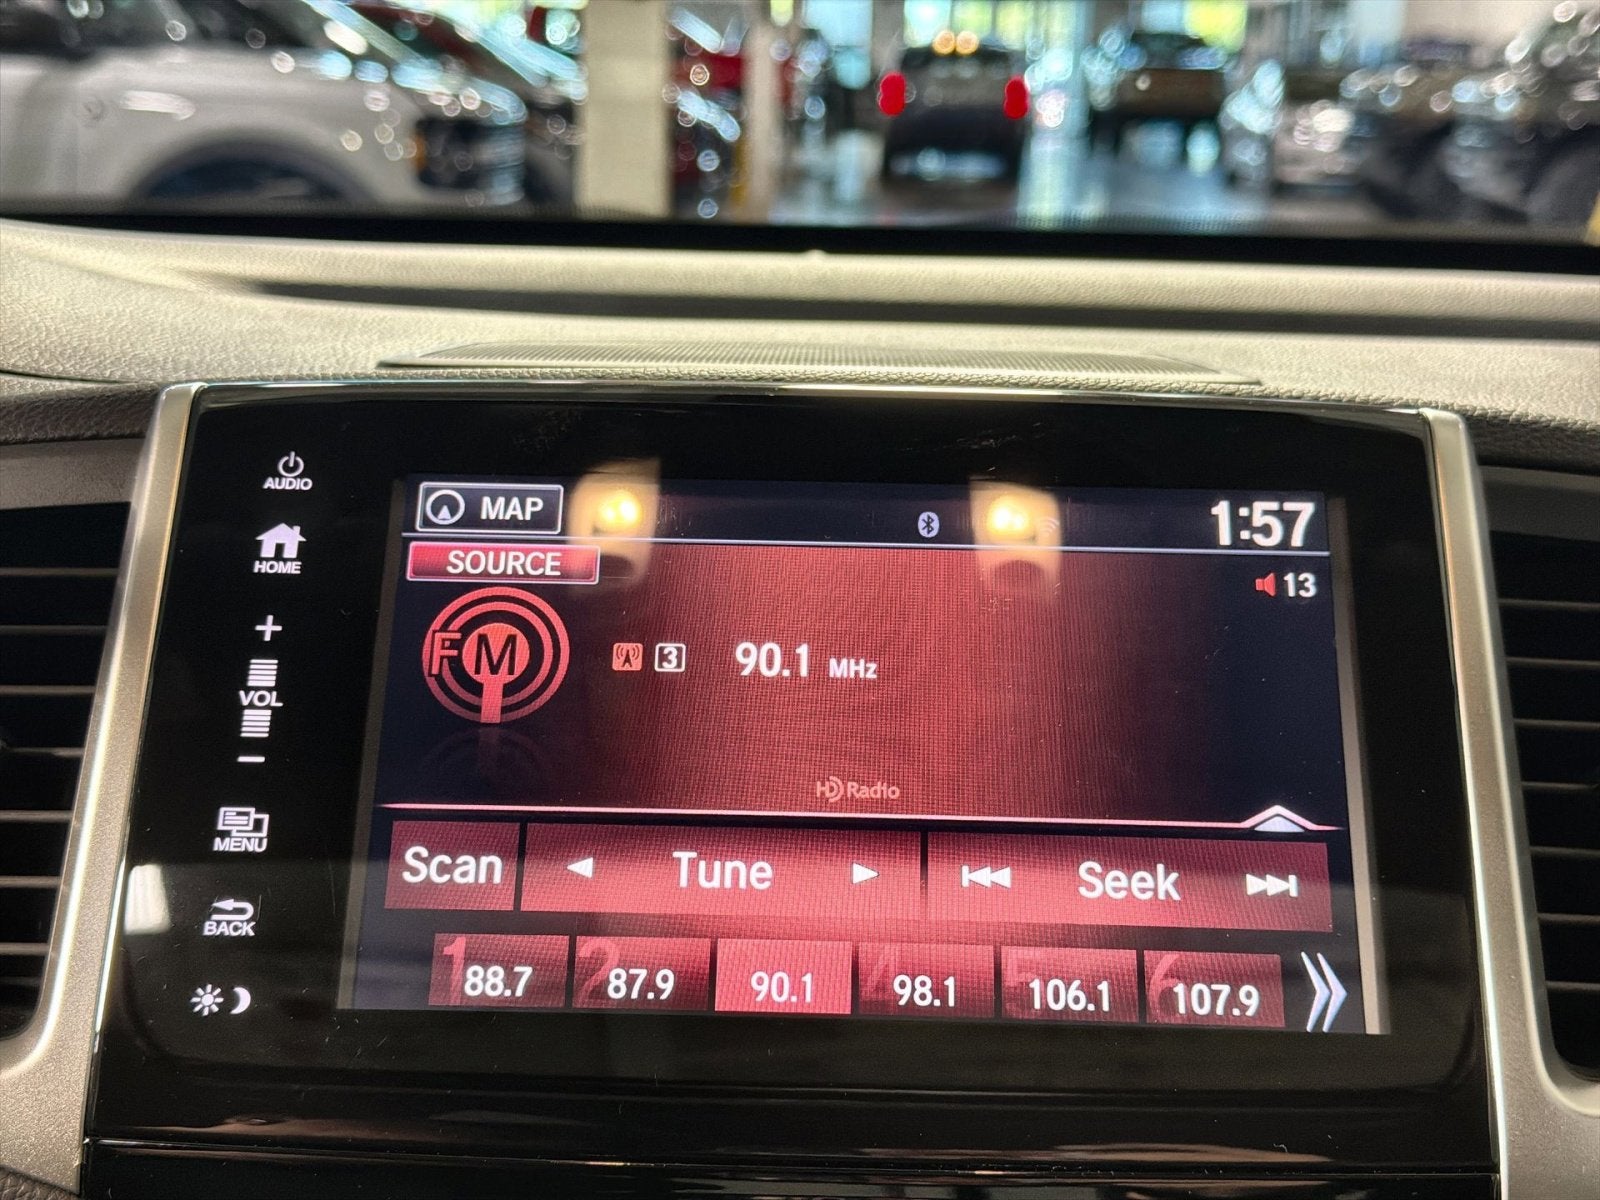 AUDIO
HOME
+
VOL
−
MENU
BACK
MAP
1:57
SOURCE
13
FM
3 90.1 MHz
HD Radio
Scan Tune Seek
1 88.7 2 87.9 90.1 4 98.1 5 106.1 6 107.9